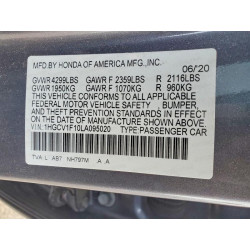 MFD. BY HONDA OF AMERICA MFG., INC.
06/20
GVWR 4299LBS GAWR F 2359LBS R 2116LBS
GVWR 1950KG GAWR F 1070KG R 960KG
THIS VEHICLE CONFORMS TO ALL APPLICABLE
FEDERAL MOTOR VEHICLE SAFETY, BUMPER,
AND THEFT PREVENTION STANDARDS IN EFFECT
ON THE DATE OF MANUFACTURE SHOWN ABOVE.
V.I.N: 1HGCV1F10LA095020 TYPE:PASSENGER CAR
TVA L AB7 NH797M A